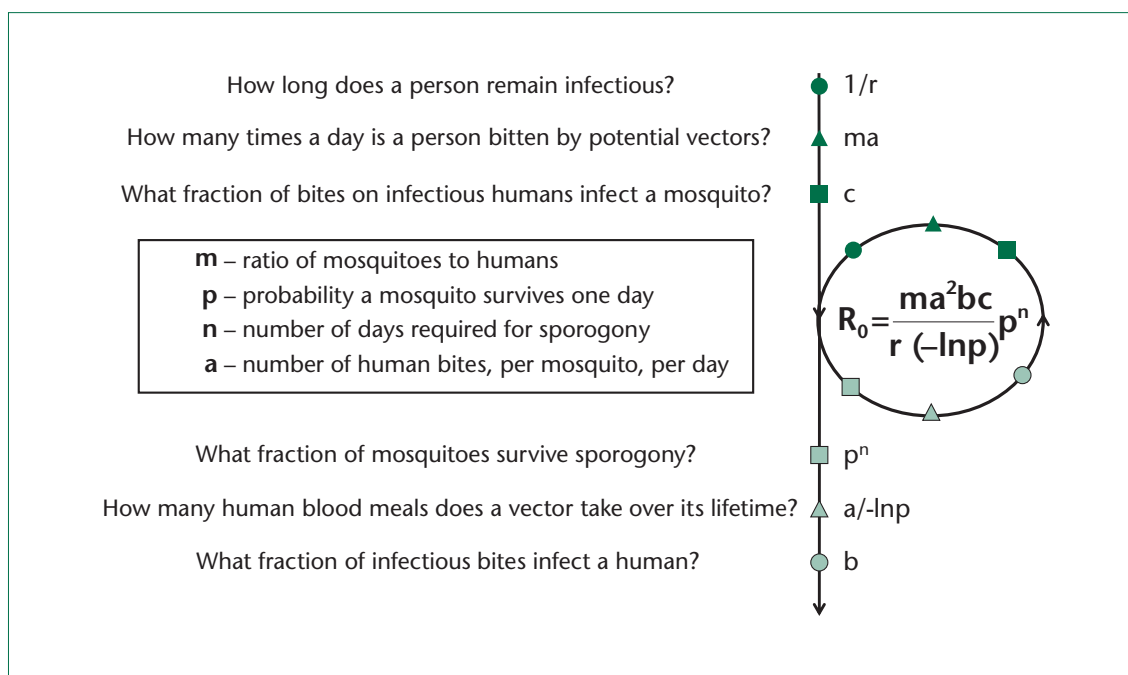 How long does a person remain infectious? 1/r
How many times a day is a person bitten by potential vectors? ma
What fraction of bites on infectious humans infect a mosquito? c
m – ratio of mosquitoes to humans
p – probability a mosquito survives one day
n – number of days required for sporogony
a – number of human bites, per mosquito, per day
R₀ = ma²bc / r (–lnp) pⁿ
What fraction of mosquitoes survive sporogony? pⁿ
How many human blood meals does a vector take over its lifetime? a/-lnp
What fraction of infectious bites infect a human? b